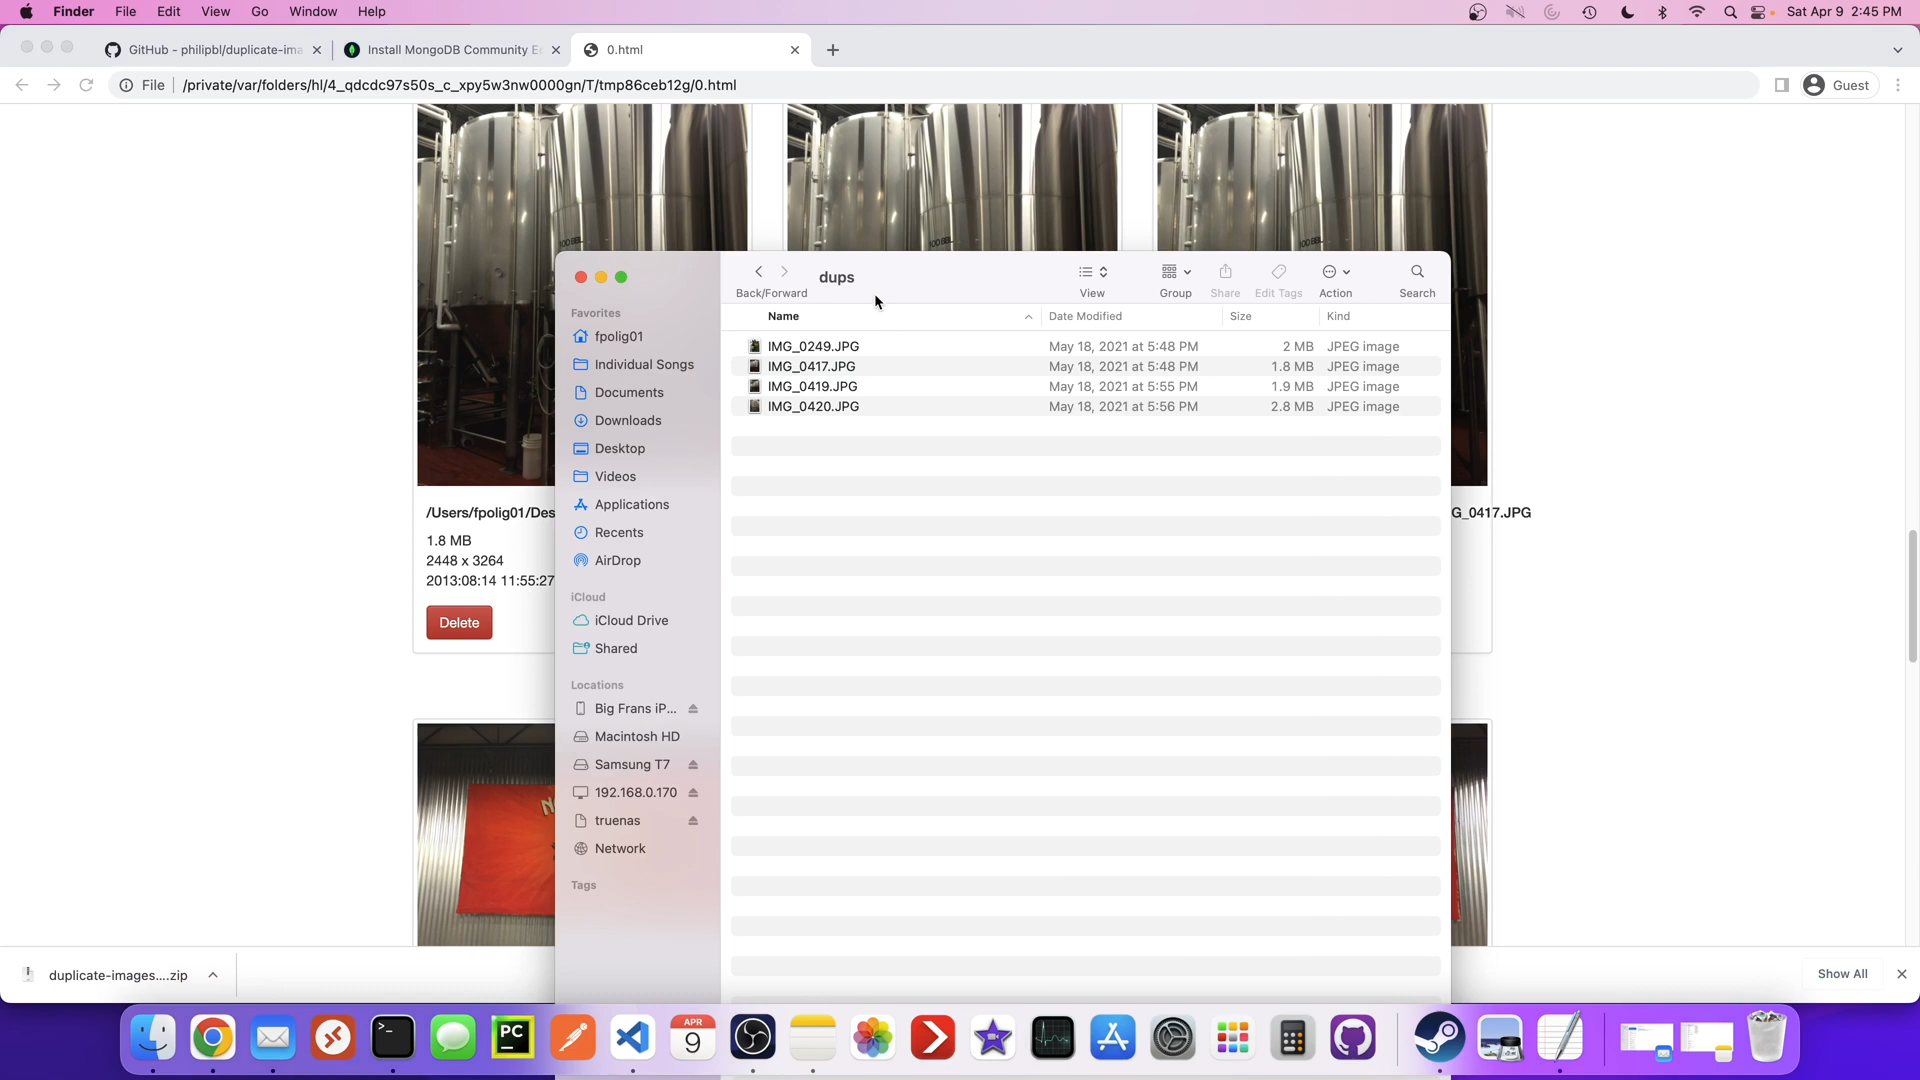 Finder File Edit View Go Window Help Sat Apr 9 2:45 PM
GitHub - philipbl/duplicate-ima Install MongoDB Community E 0.html
File /private/var/folders/hl/4_qdcdc97s50s_c_xpy5w3nw0000gn/T/tmp86ceb12g/0.html Guest
100 BBL 100 BBL 100 BBL
dups
Back/Forward View Group Share Edit Tags Action Search
Name Date Modified Size Kind
IMG_0249.JPG May 18, 2021 at 5:48 PM 2 MB JPEG image
IMG_0417.JPG May 18, 2021 at 5:48 PM 1.8 MB JPEG image
IMG_0419.JPG May 18, 2021 at 5:55 PM 1.9 MB JPEG image
IMG_0420.JPG May 18, 2021 at 5:56 PM 2.8 MB JPEG image
Favorites
fpolig01
Individual Songs
Documents
Downloads
Desktop
Videos
Applications
Recents
AirDrop
iCloud
iCloud Drive
Shared
Locations
Big Frans iP...
Macintosh HD
Samsung T7
192.168.0.170
truenas
Network
Tags
/Users/fpolig01/Des G_0417.JPG
1.8 MB
2448 x 3264
2013:08:14 11:55:27
Delete
duplicate-images....zip Show All
PC APR 9